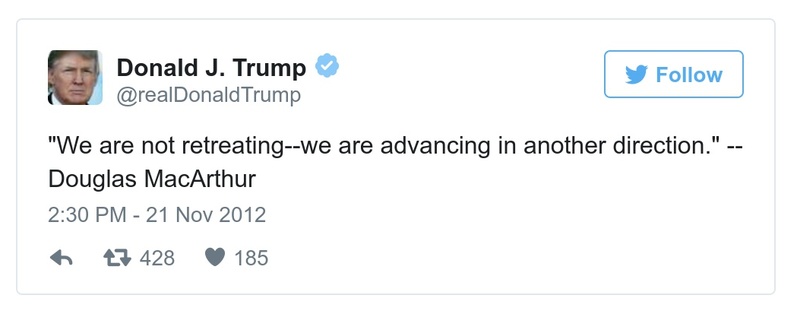 Donald J. Trump
Follow
@realDonaldTrump
"We are not retreating--we are advancing in another direction." --
Douglas MacArthur
2:30 PM - 21 Nov 2012
428 185